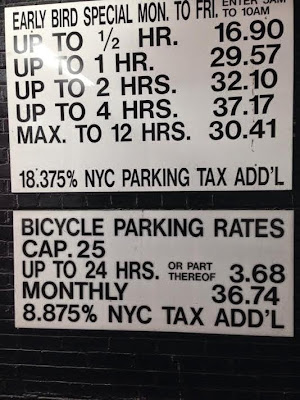 EARLY BIRD SPECIAL MON. TO FRI. ENTER 5AM TO 10AM
UP TO ½ HR. 16.90
UP TO 1 HR. 29.57
UP TO 2 HRS. 32.10
UP TO 4 HRS. 37.17
MAX. TO 12 HRS. 30.41
18.375% NYC PARKING TAX ADD'L
BICYCLE PARKING RATES
CAP. 25
UP TO 24 HRS. OR PART THEREOF 3.68
MONTHLY 36.74
8.875% NYC TAX ADD'L